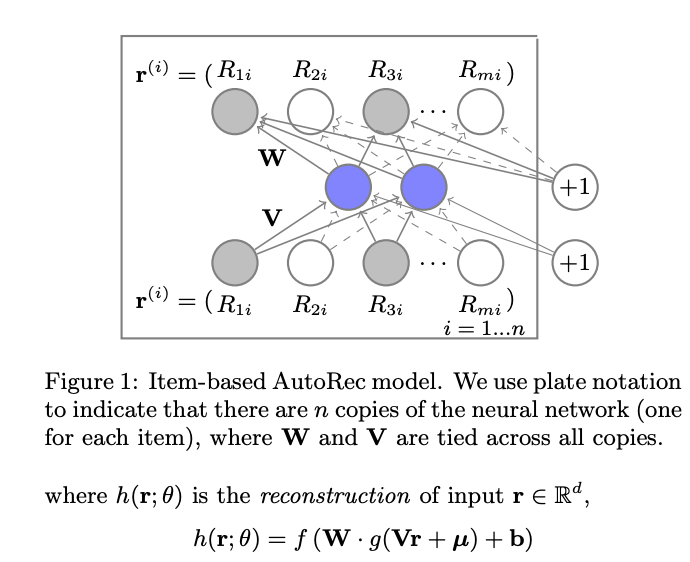 r(i) = ( R1i R2i R3i ⋯ Rmi )
W
+1
V
+1
r(i) = ( R1i R2i R3i ⋯ Rmi )
i = 1...n
Figure 1: Item-based AutoRec model. We use plate notation
to indicate that there are n copies of the neural network (one
for each item), where W and V are tied across all copies.
where h(r; θ) is the reconstruction of input r ∈ ℝᵈ,
h(r; θ) = f (W · g(Vr + μ) + b)